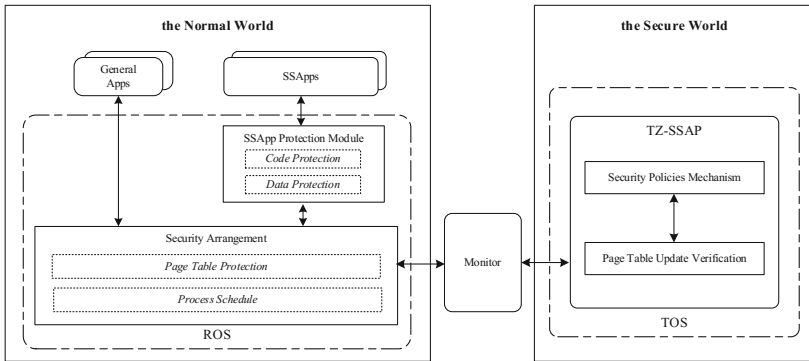 the Normal World
General
Apps
SSApps
SSApp Protection Module
Code Protection
Data Protection
Security Arrangement
Page Table Protection
Process Schedule
ROS
Monitor
the Secure World
TZ-SSAP
Security Policies Mechanism
Page Table Update Verification
TOS